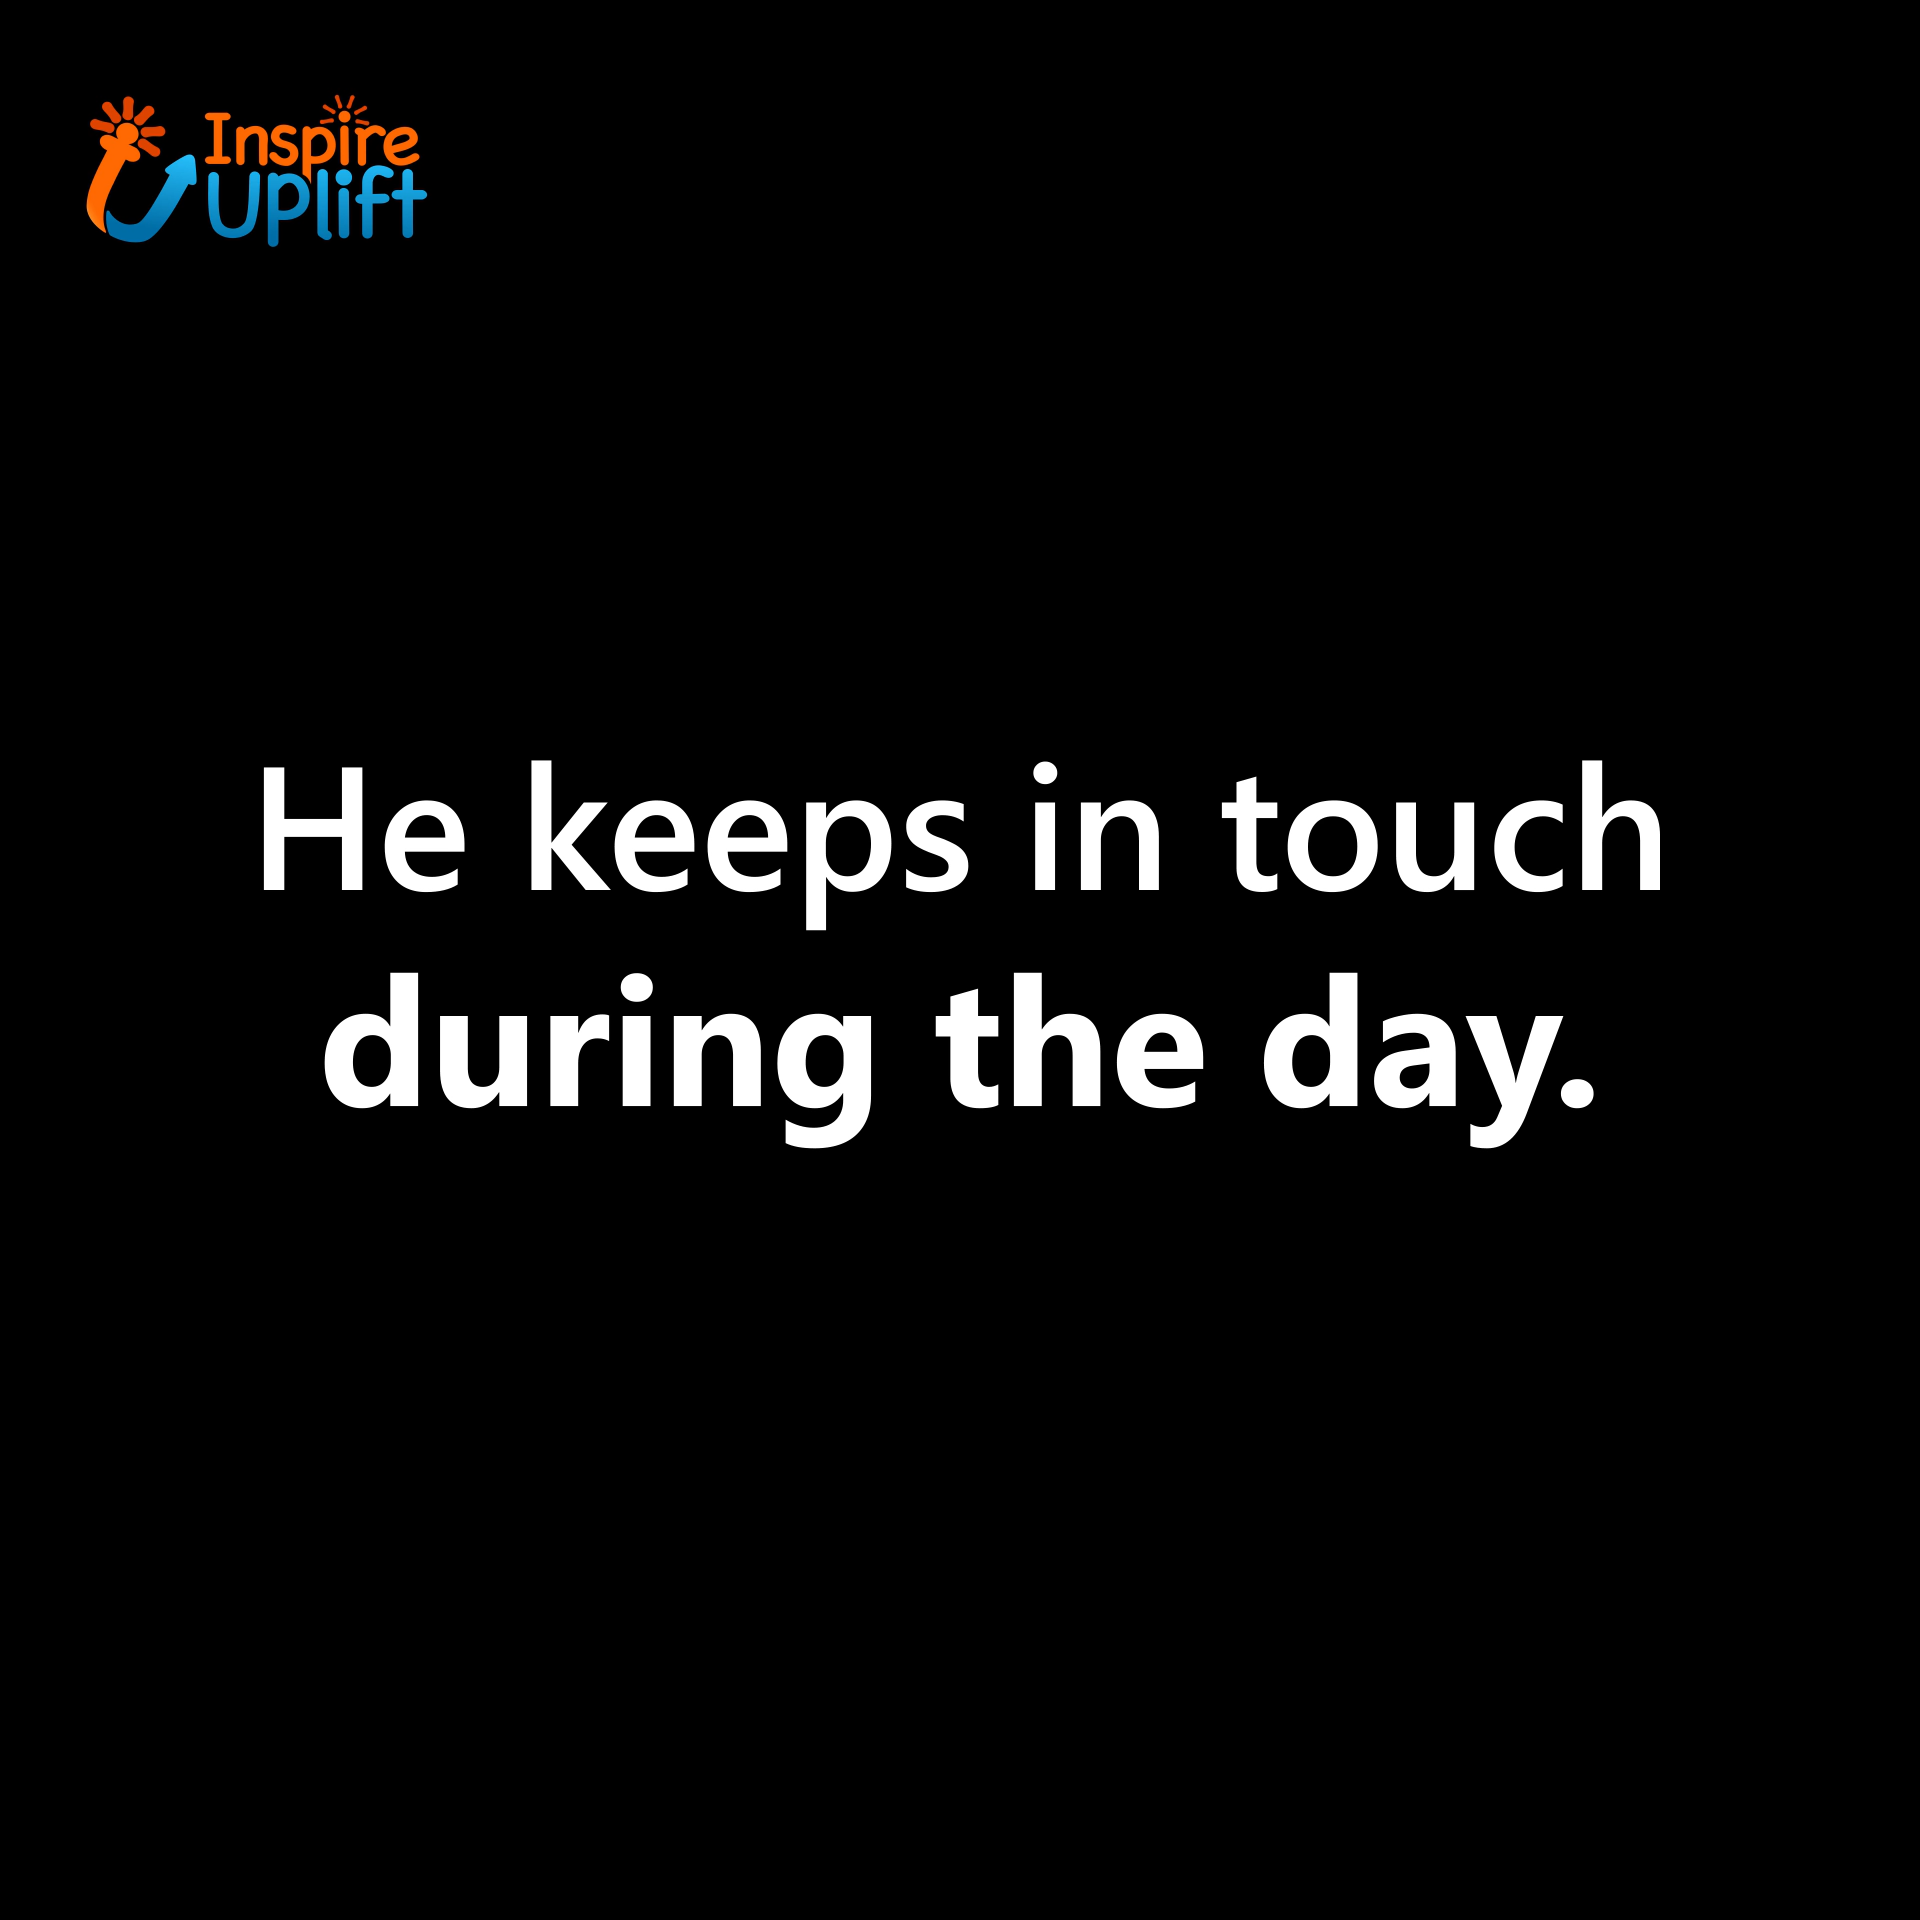 Inspire
Uplift
He keeps in touch
during the day.